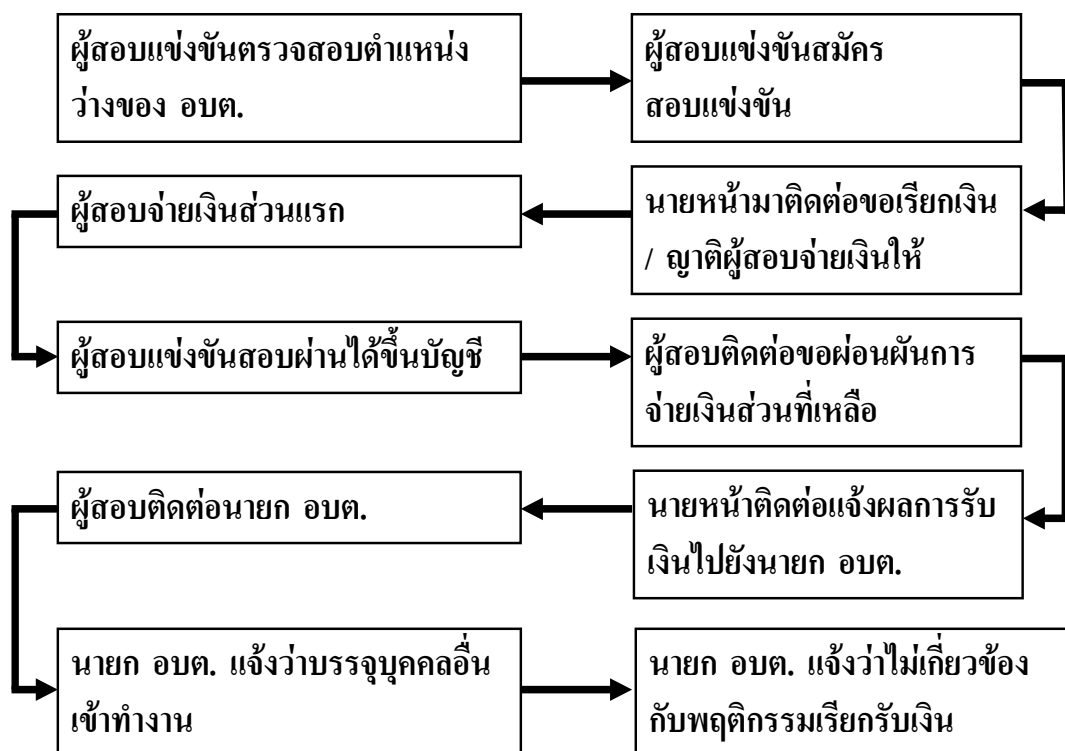 ผู้สอบแข่งขันตรวจสอบตำแหน่ง
ว่างของ อบต.
ผู้สอบแข่งขันสมัคร
สอบแข่งขัน
นายหน้ามาติดต่อขอเรียกเงิน
/ ญาติผู้สอบจ่ายเงินให้
ผู้สอบจ่ายเงินส่วนแรก
ผู้สอบแข่งขันสอบผ่านได้ขึ้นบัญชี
ผู้สอบติดต่อขอผ่อนผันการ
จ่ายเงินส่วนที่เหลือ
นายหน้าติดต่อแจ้งผลการรับ
เงินไปยังนายก อบต.
ผู้สอบติดต่อนายก อบต.
นายก อบต. แจ้งว่าบรรจุบุคคลอื่น
เข้าทำงาน
นายก อบต. แจ้งว่าไม่เกี่ยวข้อง
กับพฤติกรรมเรียกรับเงิน